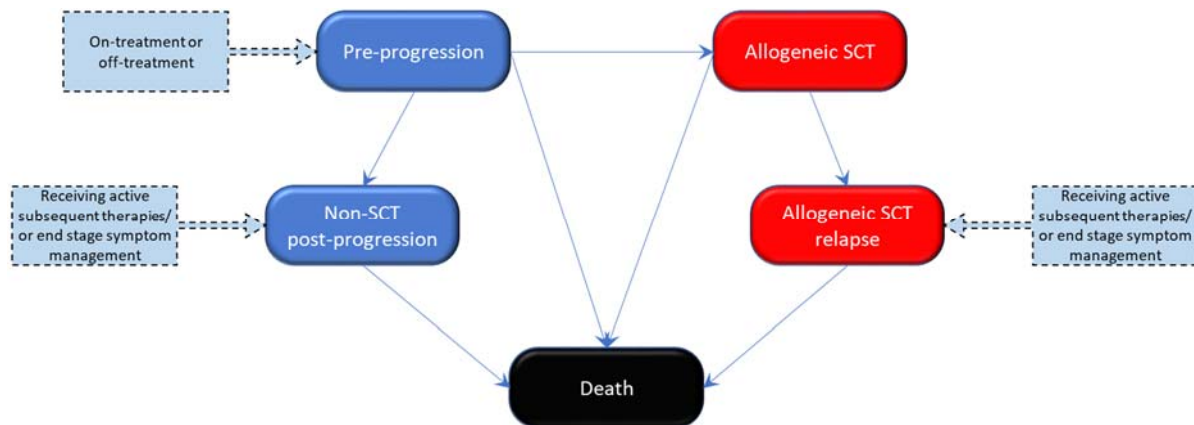 On-treatment or
off-treatment
Pre-progression
Allogeneic SCT
Receiving active
subsequent therapies/
or end stage symptom
management
Non-SCT
post-progression
Allogeneic SCT
relapse
Receiving active
subsequent therapies/
or end stage symptom
management
Death